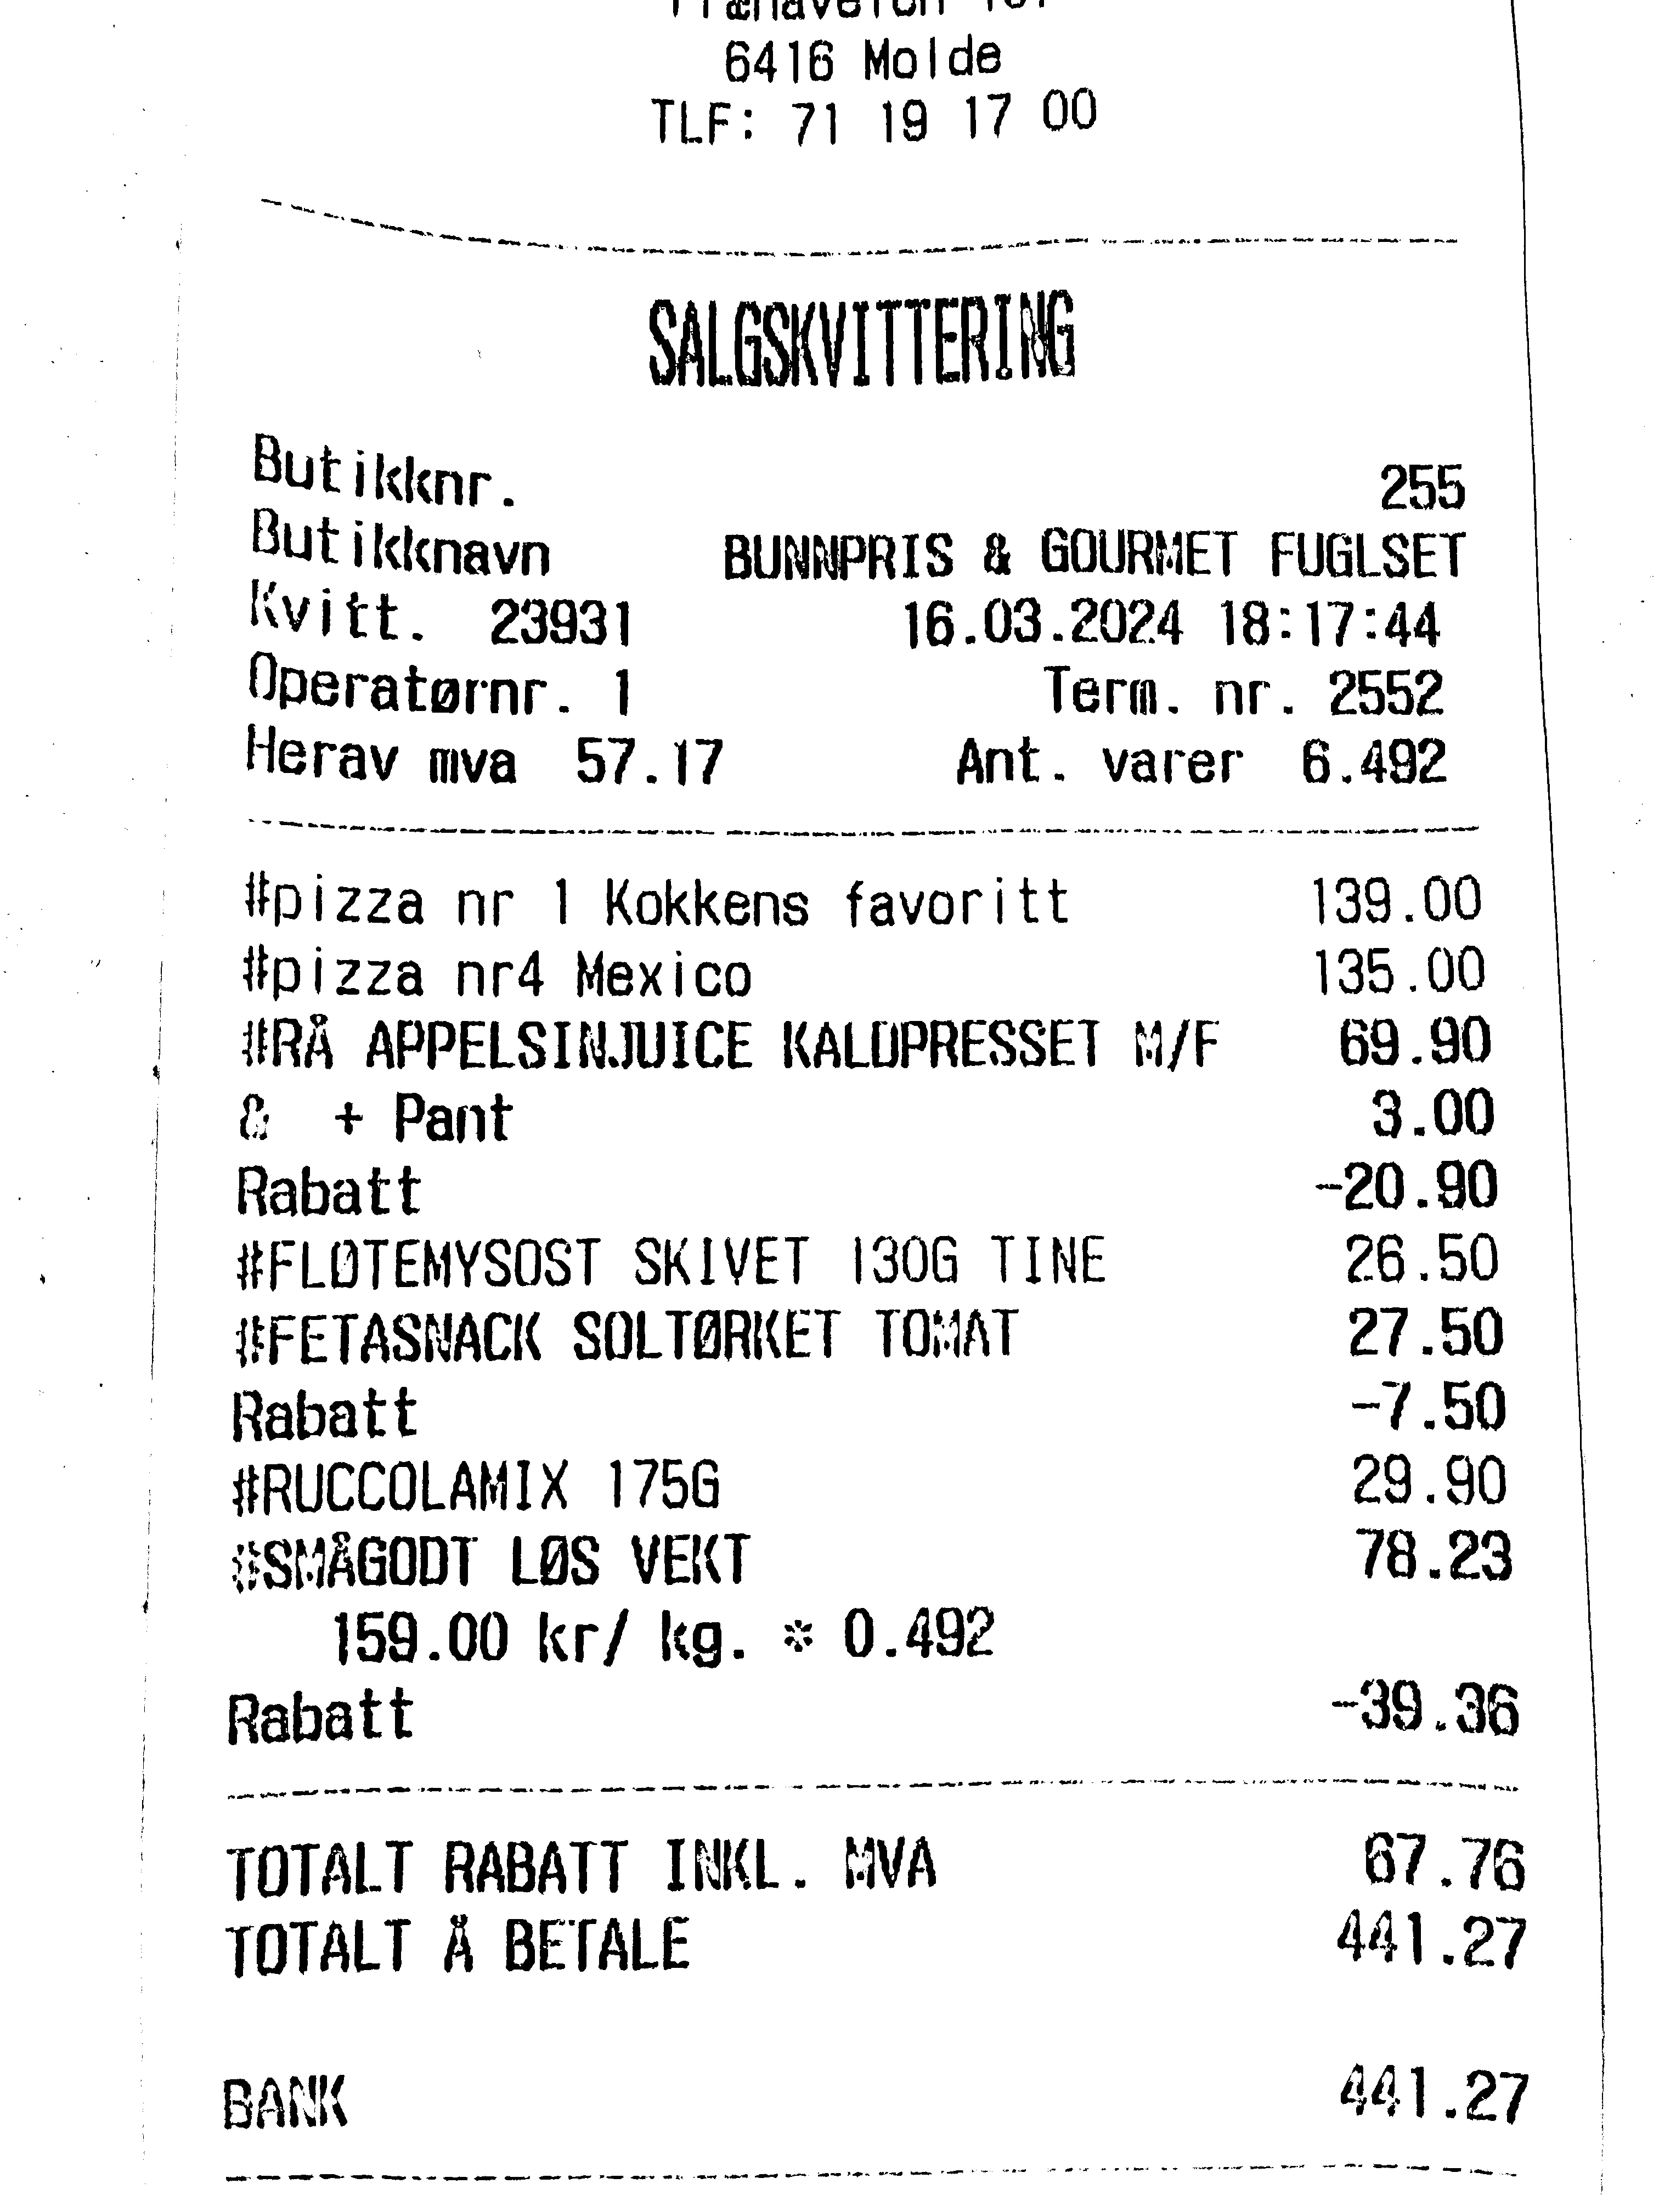 6416 Molde
TLF: 71 19 17 00
SALGSKVITTERING
Butikknr. 255
Butikknavn BUNNPRIS & GOURMET FUGLSET
Kvitt. 23931 16.03.2024 18:17:44
Operatørnr. 1 Term. nr. 2552
Herav mva 57.17 Ant. varer 6.492
#pizza nr 1 Kokkens favoritt 139.00
#pizza nr4 Mexico 135.00
#RÅ APPELSINJUICE KALDPRESSET M/F 69.90
& + Pant 3.00
Rabatt -20.90
#FLØTEMYSOST SKIVET 130G TINE 26.50
#FETASNACK SOLTØRKET TOMAT 27.50
Rabatt -7.50
#RUCCOLAMIX 175G 29.90
#SMÅGODT LØS VEKT 78.23
159.00 kr/ kg. * 0.492
Rabatt -39.36
TOTALT RABATT INKL. MVA 67.76
TOTALT Å BETALE 441.27
BANK 441.27